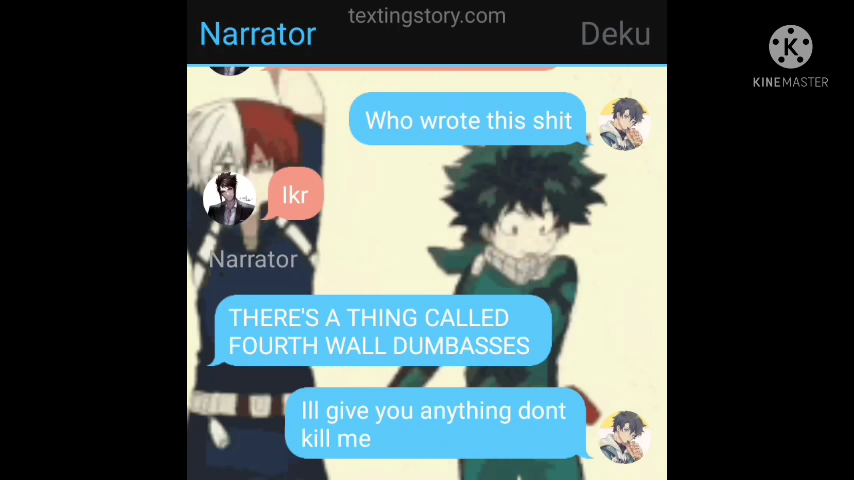 textingstory.com
Narrator
Deku
KINEMASTER
Who wrote this shit
Ikr
Narrator
THERE'S A THING CALLED
FOURTH WALL DUMBASSES
Ill give you anything dont
kill me